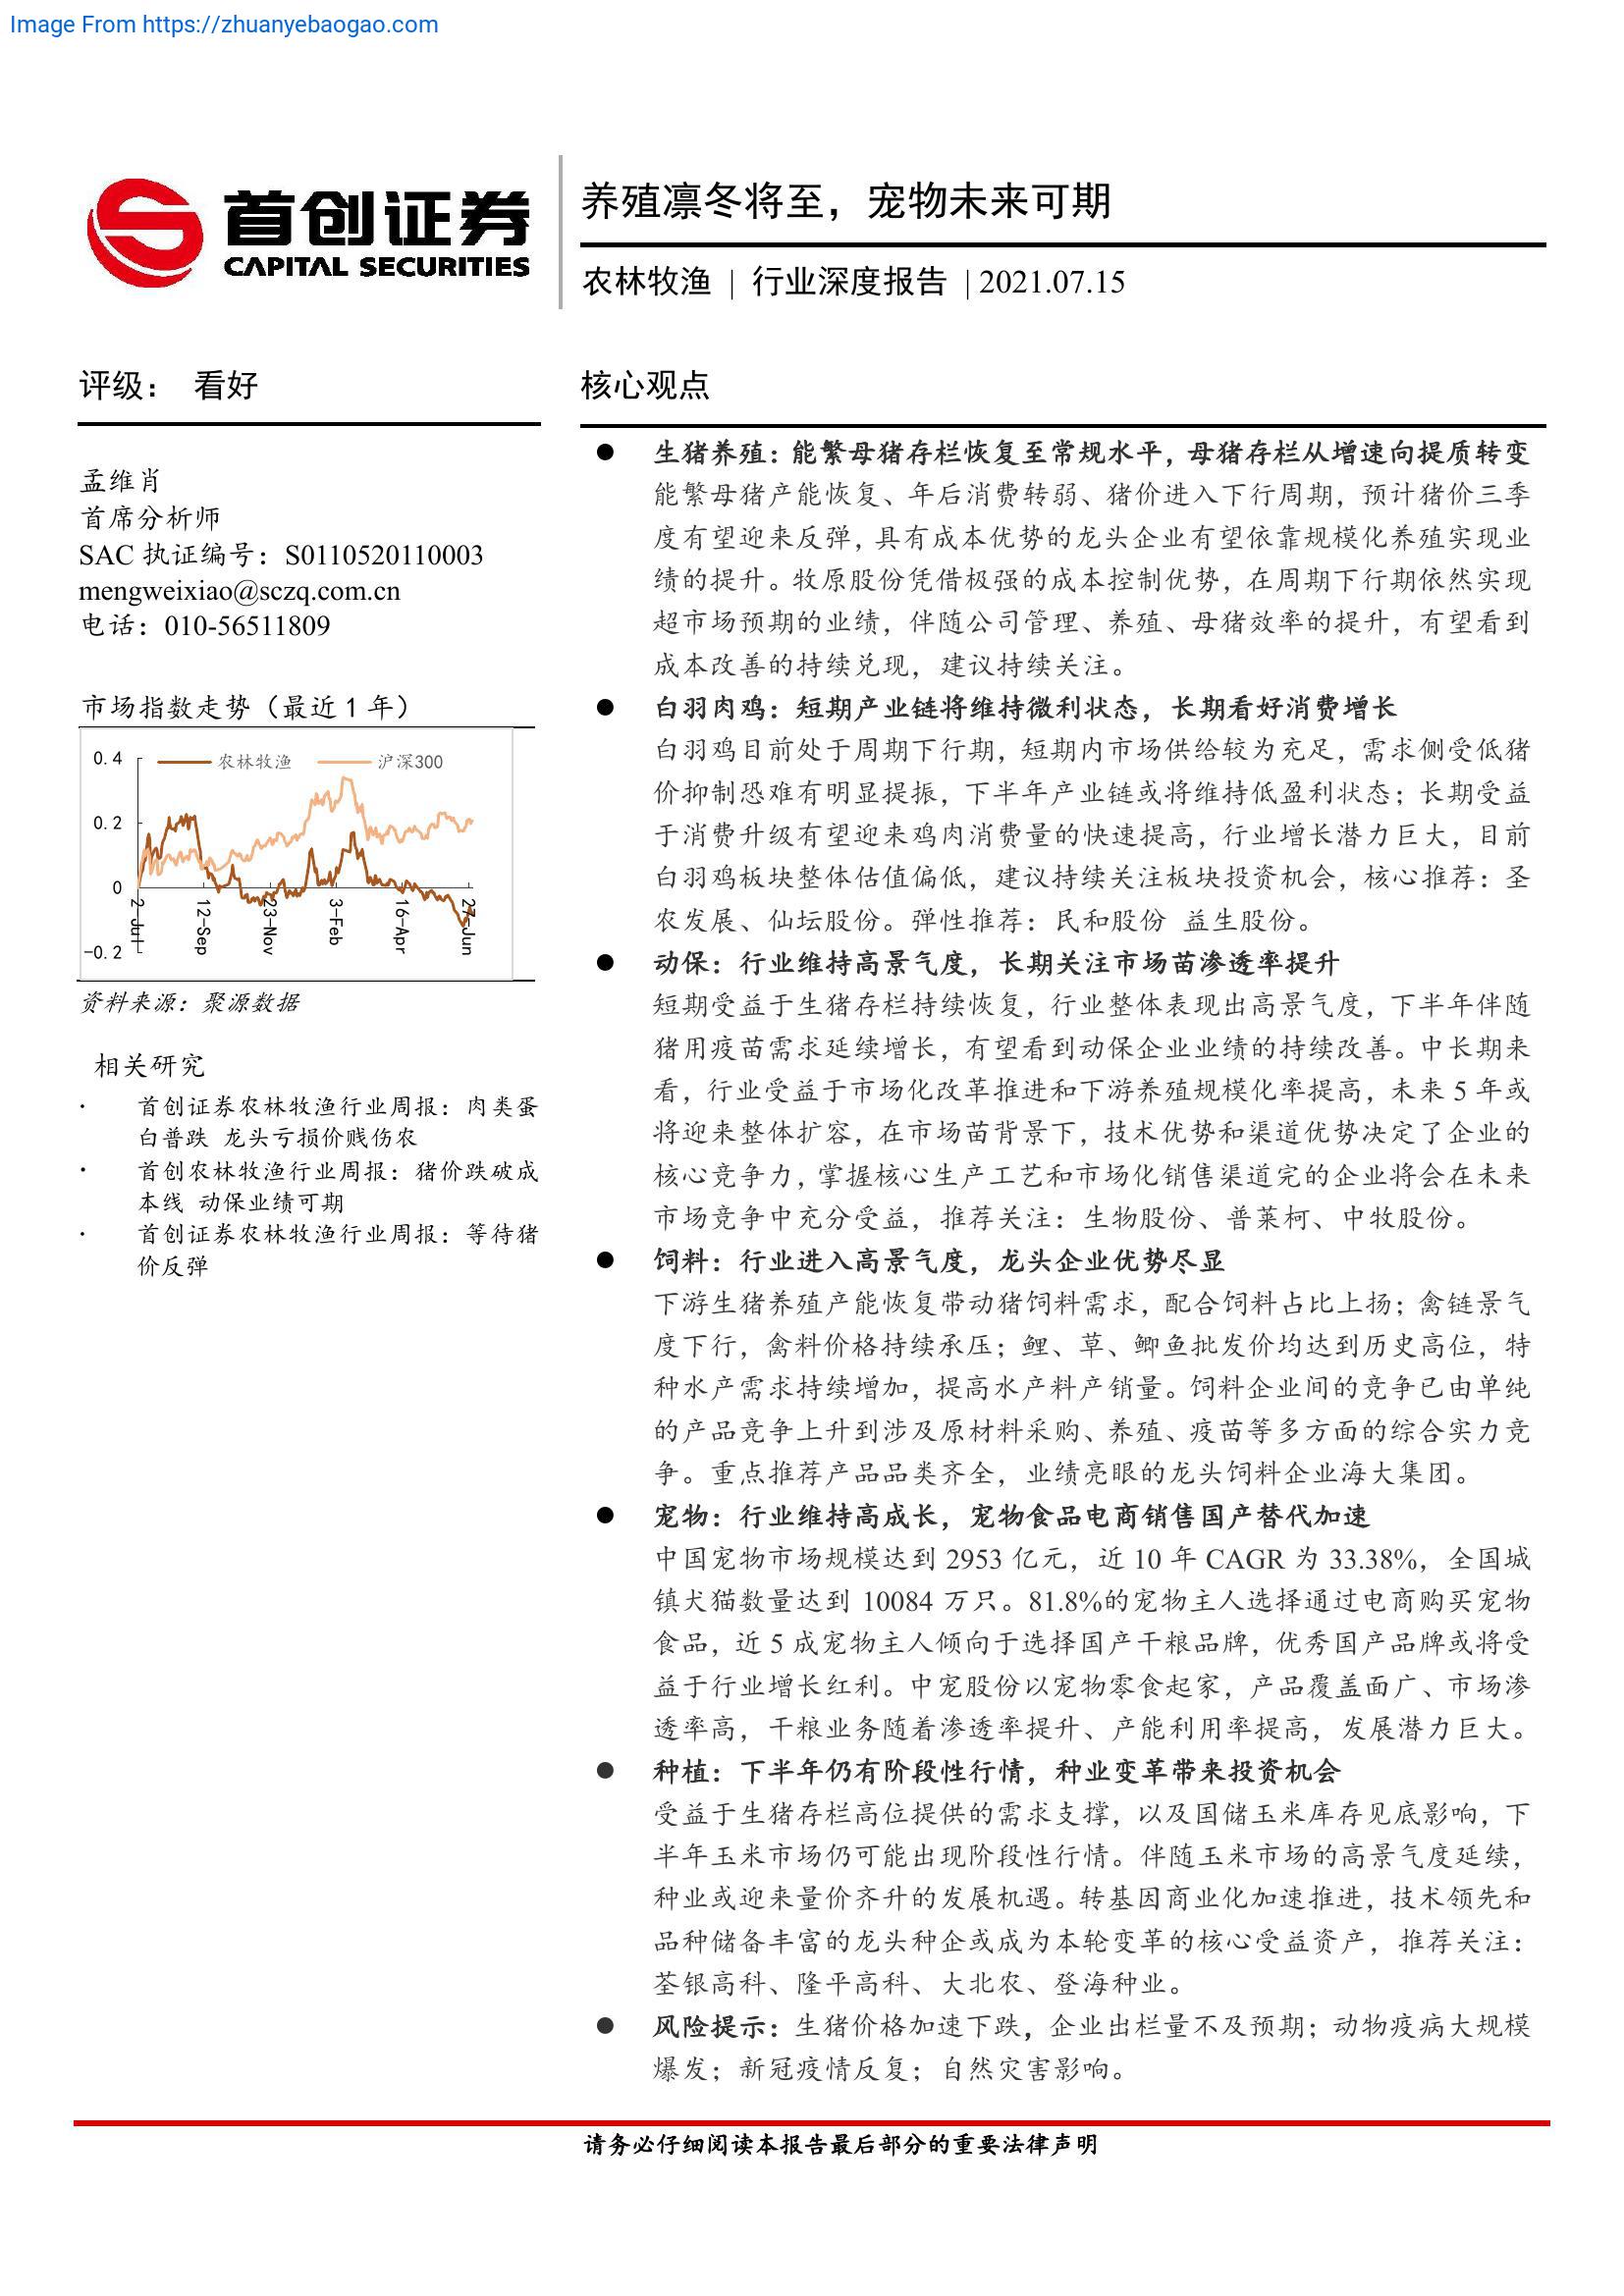 Image From https://zhuanyebaogao.com
首创证券
CAPITAL SECURITIES
养殖凛冬将至，宠物未来可期
农林牧渔 | 行业深度报告 | 2021.07.15
评级： 看好
孟维肖
首席分析师
SAC 执证编号：S0110520110003
mengweixiao@sczq.com.cn
电话：010-56511809
市场指数走势（最近 1 年）
农林牧渔 沪深300
0.4
0.2
0
-0.2
2-Jul
12-Sep
23-Nov
3-Feb
16-Apr
27-Jun
资料来源：聚源数据
相关研究
· 首创证券农林牧渔行业周报：肉类蛋
白普跌 龙头亏损价贱伤农
· 首创农林牧渔行业周报：猪价跌破成
本线 动保业绩可期
· 首创证券农林牧渔行业周报：等待猪
价反弹
核心观点
● 生猪养殖：能繁母猪存栏恢复至常规水平，母猪存栏从增速向提质转变
能繁母猪产能恢复、年后消费转弱、猪价进入下行周期，预计猪价三季
度有望迎来反弹，具有成本优势的龙头企业有望依靠规模化养殖实现业
绩的提升。牧原股份凭借极强的成本控制优势，在周期下行期依然实现
超市场预期的业绩，伴随公司管理、养殖、母猪效率的提升，有望看到
成本改善的持续兑现，建议持续关注。
● 白羽肉鸡：短期产业链将维持微利状态，长期看好消费增长
白羽鸡目前处于周期下行期，短期内市场供给较为充足，需求侧受低猪
价抑制恐难有明显提振，下半年产业链或将维持低盈利状态；长期受益
于消费升级有望迎来鸡肉消费量的快速提高，行业增长潜力巨大，目前
白羽鸡板块整体估值偏低，建议持续关注板块投资机会，核心推荐：圣
农发展、仙坛股份。弹性推荐：民和股份 益生股份。
● 动保：行业维持高景气度，长期关注市场苗渗透率提升
短期受益于生猪存栏持续恢复，行业整体表现出高景气度，下半年伴随
猪用疫苗需求延续增长，有望看到动保企业业绩的持续改善。中长期来
看，行业受益于市场化改革推进和下游养殖规模化率提高，未来 5 年或
将迎来整体扩容，在市场苗背景下，技术优势和渠道优势决定了企业的
核心竞争力，掌握核心生产工艺和市场化销售渠道完的企业将会在未来
市场竞争中充分受益，推荐关注：生物股份、普莱柯、中牧股份。
● 饲料：行业进入高景气度，龙头企业优势尽显
下游生猪养殖产能恢复带动猪饲料需求，配合饲料占比上扬；禽链景气
度下行，禽料价格持续承压；鲤、草、鲫鱼批发价均达到历史高位，特
种水产需求持续增加，提高水产料产销量。饲料企业间的竞争已由单纯
的产品竞争上升到涉及原材料采购、养殖、疫苗等多方面的综合实力竞
争。重点推荐产品品类齐全，业绩亮眼的龙头饲料企业海大集团。
● 宠物：行业维持高成长，宠物食品电商销售国产替代加速
中国宠物市场规模达到 2953 亿元，近 10 年 CAGR 为 33.38%，全国城
镇犬猫数量达到 10084 万只。81.8%的宠物主人选择通过电商购买宠物
食品，近 5 成宠物主人倾向于选择国产干粮品牌，优秀国产品牌或将受
益于行业增长红利。中宠股份以宠物零食起家，产品覆盖面广、市场渗
透率高，干粮业务随着渗透率提升、产能利用率提高，发展潜力巨大。
● 种植：下半年仍有阶段性行情，种业变革带来投资机会
受益于生猪存栏高位提供的需求支撑，以及国储玉米库存见底影响，下
半年玉米市场仍可能出现阶段性行情。伴随玉米市场的高景气度延续，
种业或迎来量价齐升的发展机遇。转基因商业化加速推进，技术领先和
品种储备丰富的龙头种企或成为本轮变革的核心受益资产，推荐关注：
荃银高科、隆平高科、大北农、登海种业。
● 风险提示：生猪价格加速下跌，企业出栏量不及预期；动物疫病大规模
爆发；新冠疫情反复；自然灾害影响。
请务必仔细阅读本报告最后部分的重要法律声明